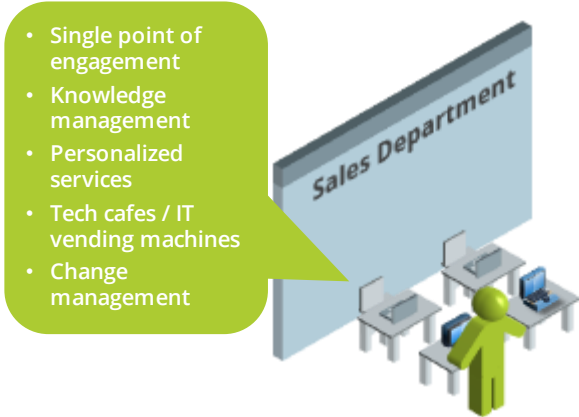 • Single point of
engagement
• Knowledge
management
• Personalized
services
• Tech cafes / IT
vending machines
• Change
management
Sales Department